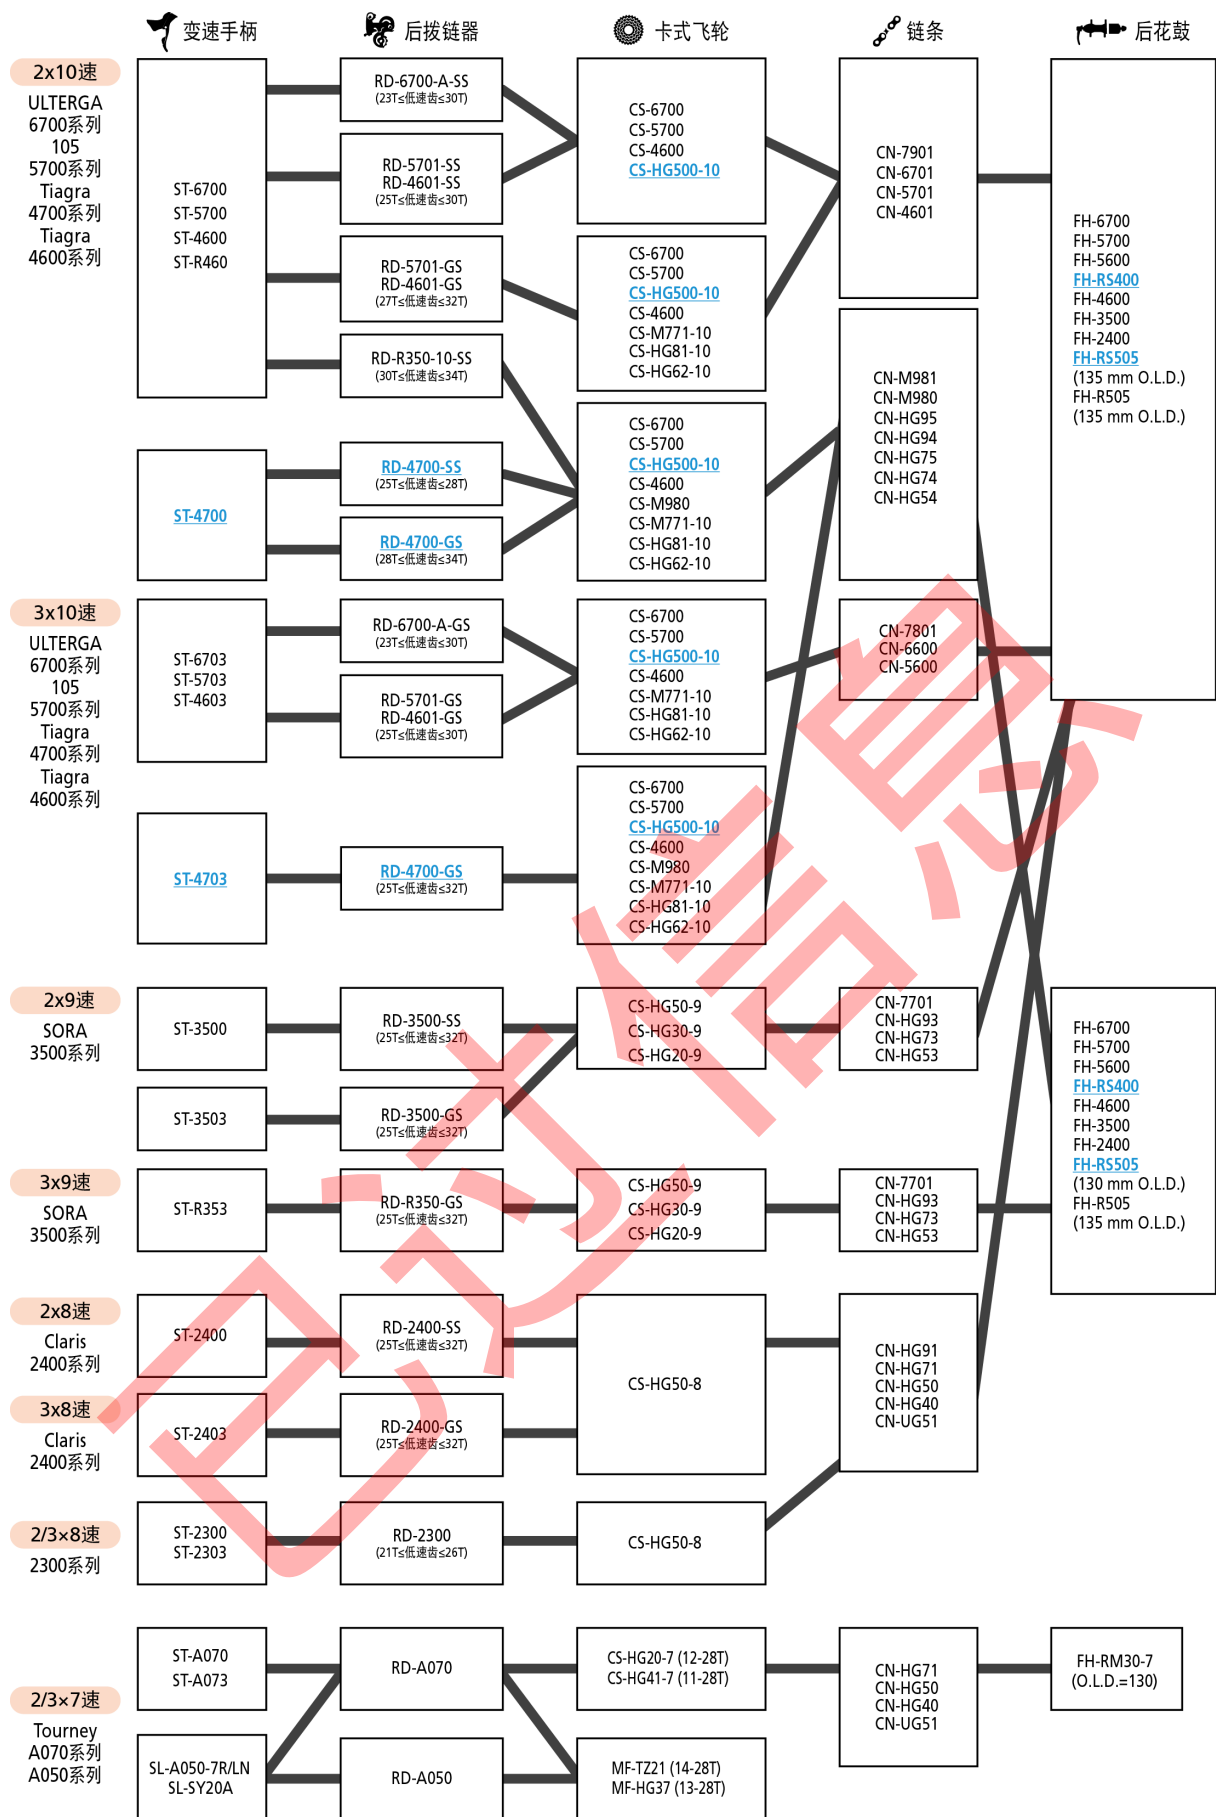 变速手柄
后拨链器
卡式飞轮
链条
后花鼓
2x10速
ULTERGA
6700系列
105
5700系列
Tiagra
4700系列
Tiagra
4600系列
ST-6700
ST-5700
ST-4600
ST-R460
RD-6700-A-SS
(23T≤低速齿≤30T)
RD-5701-SS
RD-4601-SS
(25T≤低速齿≤30T)
RD-5701-GS
RD-4601-GS
(27T≤低速齿≤32T)
RD-R350-10-SS
(30T≤低速齿≤34T)
CS-6700
CS-5700
CS-4600
CS-HG500-10
CS-6700
CS-5700
CS-HG500-10
CS-4600
CS-M771-10
CS-HG81-10
CS-HG62-10
CN-7901
CN-6701
CN-5701
CN-4601
FH-6700
FH-5700
FH-5600
FH-RS400
FH-4600
FH-3500
FH-2400
FH-RS505
(135 mm O.L.D.)
FH-R505
(135 mm O.L.D.)
ST-4700
RD-4700-SS
(25T≤低速齿≤28T)
RD-4700-GS
(28T≤低速齿≤34T)
CS-6700
CS-5700
CS-HG500-10
CS-4600
CS-M980
CS-M771-10
CS-HG81-10
CS-HG62-10
CN-M981
CN-M980
CN-HG95
CN-HG94
CN-HG75
CN-HG74
CN-HG54
3x10速
ULTERGA
6700系列
105
5700系列
Tiagra
4700系列
Tiagra
4600系列
ST-6703
ST-5703
ST-4603
RD-6700-A-GS
(23T≤低速齿≤30T)
RD-5701-GS
RD-4601-GS
(25T≤低速齿≤30T)
CS-6700
CS-5700
CS-HG500-10
CS-4600
CS-M771-10
CS-HG81-10
CS-HG62-10
CN-7801
CN-6600
CN-5600
ST-4703
RD-4700-GS
(25T≤低速齿≤32T)
CS-6700
CS-5700
CS-HG500-10
CS-4600
CS-M980
CS-M771-10
CS-HG81-10
CS-HG62-10
2x9速
SORA
3500系列
ST-3500
RD-3500-SS
(25T≤低速齿≤32T)
CS-HG50-9
CS-HG30-9
CS-HG20-9
CN-7701
CN-HG93
CN-HG73
CN-HG53
ST-3503
RD-3500-GS
(25T≤低速齿≤32T)
FH-6700
FH-5700
FH-5600
FH-RS400
FH-4600
FH-3500
FH-2400
FH-RS505
(130 mm O.L.D.)
FH-R505
(135 mm O.L.D.)
3x9速
SORA
3500系列
ST-R353
RD-R350-GS
(25T≤低速齿≤32T)
CS-HG50-9
CS-HG30-9
CS-HG20-9
CN-7701
CN-HG93
CN-HG73
CN-HG53
2x8速
Claris
2400系列
ST-2400
RD-2400-SS
(25T≤低速齿≤32T)
CS-HG50-8
CN-HG91
CN-HG71
CN-HG50
CN-HG40
CN-UG51
3x8速
Claris
2400系列
ST-2403
RD-2400-GS
(25T≤低速齿≤32T)
2/3×8速
2300系列
ST-2300
ST-2303
RD-2300
(21T≤低速齿≤26T)
CS-HG50-8
2/3×7速
Tourney
A070系列
A050系列
ST-A070
ST-A073
RD-A070
CS-HG20-7 (12-28T)
CS-HG41-7 (11-28T)
CN-HG71
CN-HG50
CN-HG40
CN-UG51
FH-RM30-7
(O.L.D.=130)
SL-A050-7R/LN
SL-SY20A
RD-A050
MF-TZ21 (14-28T)
MF-HG37 (13-28T)
已过信息